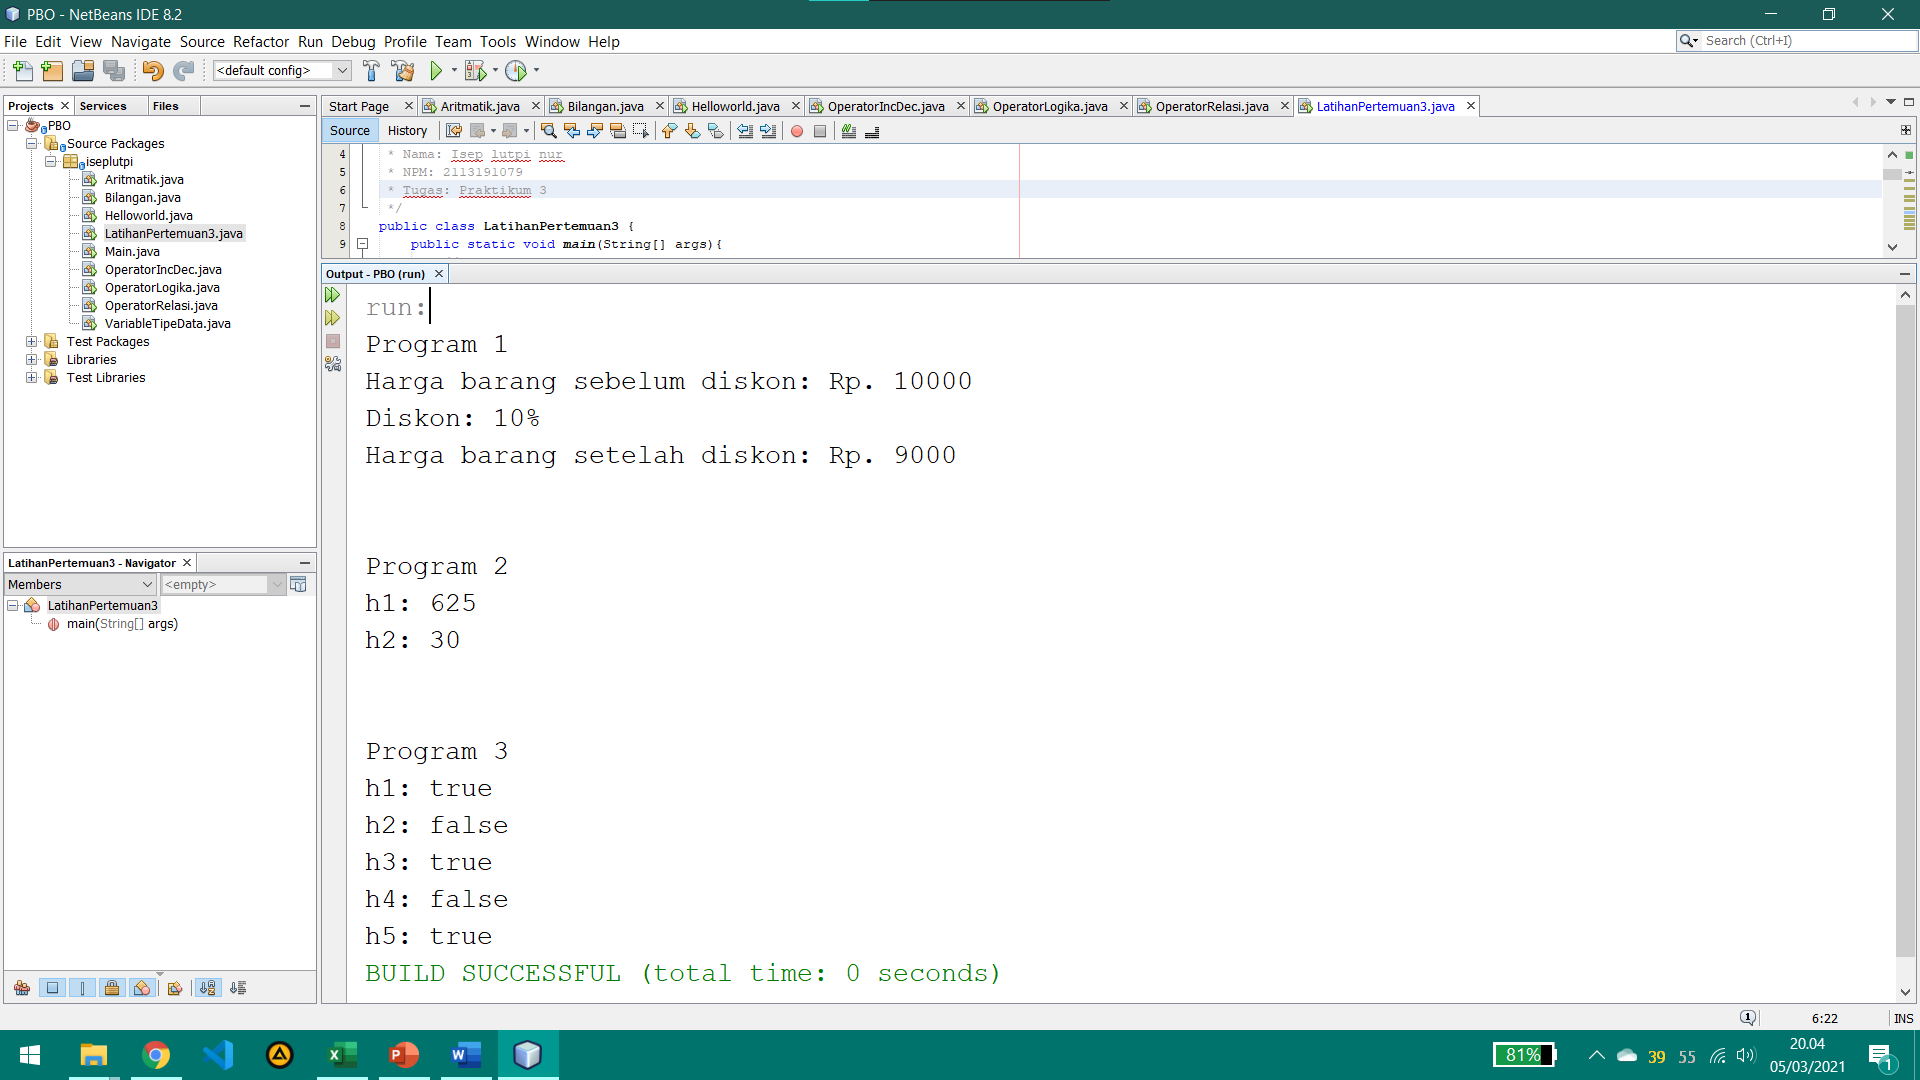 PBO - NetBeans IDE 8.2
File Edit View Navigate Source Refactor Run Debug Profile Team Tools Window Help
Search (Ctrl+I)
<default config>
Projects Services Files
PBO
Source Packages
iseplutpi
Aritmatik.java
Bilangan.java
Helloworld.java
LatihanPertemuan3.java
Main.java
OperatorIncDec.java
OperatorLogika.java
OperatorRelasi.java
VariableTipeData.java
Test Packages
Libraries
Test Libraries
LatihanPertemuan3 - Navigator
Members <empty>
LatihanPertemuan3
main(String[] args)
Start Page Aritmatik.java Bilangan.java Helloworld.java OperatorIncDec.java OperatorLogika.java OperatorRelasi.java LatihanPertemuan3.java
Source History
4 * Nama: Isep lutpi nur
5 * NPM: 2113191079
6 * Tugas: Praktikum 3
7 */
8 public class LatihanPertemuan3 {
9 public static void main(String[] args){
Output - PBO (run)
run:
Program 1
Harga barang sebelum diskon: Rp. 10000
Diskon: 10%
Harga barang setelah diskon: Rp. 9000
Program 2
h1: 625
h2: 30
Program 3
h1: true
h2: false
h3: true
h4: false
h5: true
BUILD SUCCESSFUL (total time: 0 seconds)
1 6:22 INS
81% 39 55 20.04
05/03/2021 1